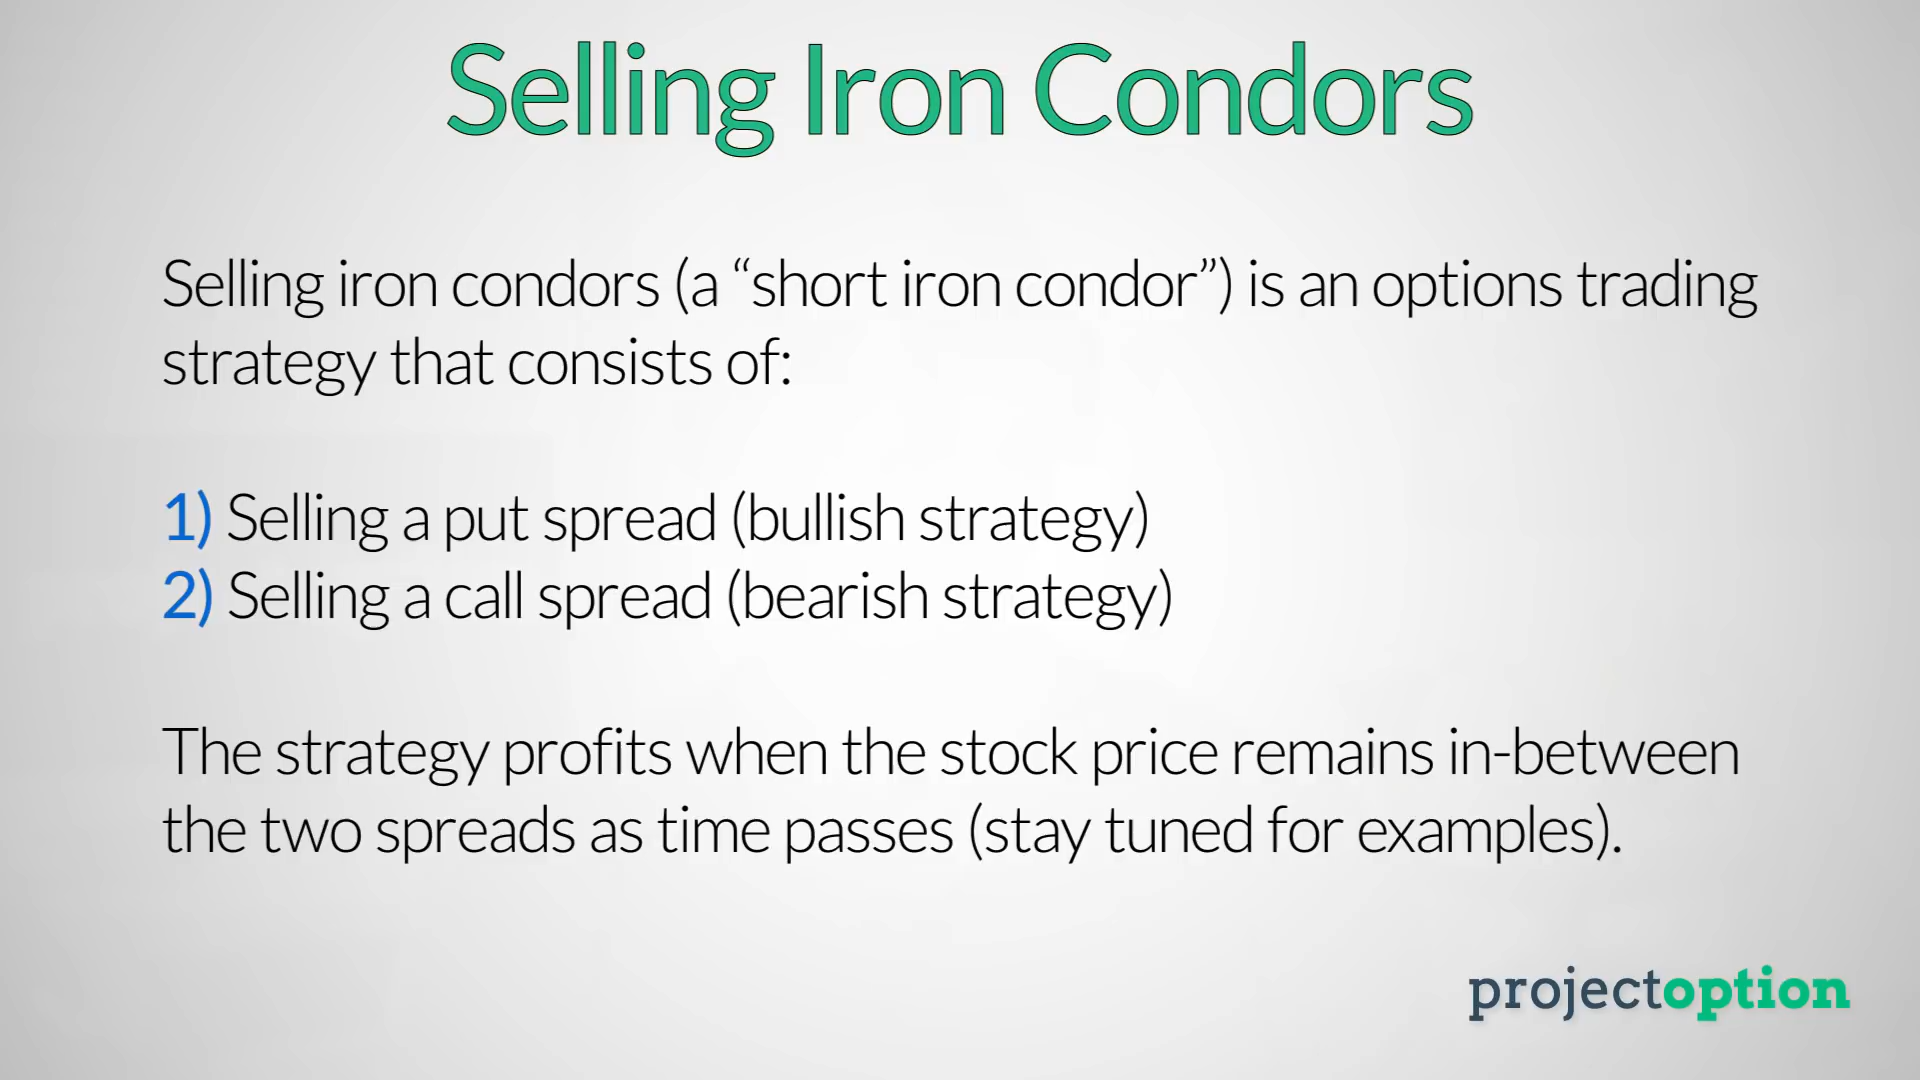 Selling Iron Condors
Selling iron condors (a “short iron condor”) is an options trading
strategy that consists of:
1) Selling a put spread (bullish strategy)
2) Selling a call spread (bearish strategy)
The strategy profits when the stock price remains in-between
the two spreads as time passes (stay tuned for examples).
projectoption